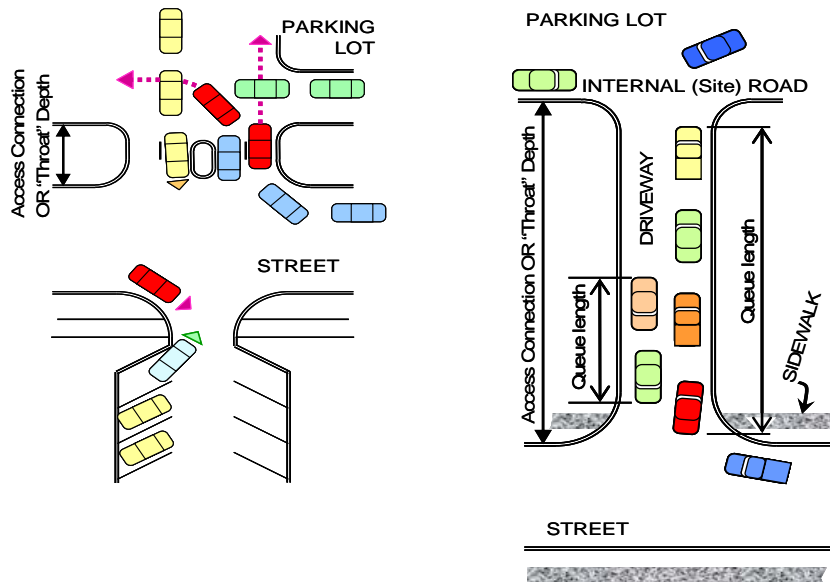 PARKING
LOT
Access Connection
OR "Throat" Depth
STREET
PARKING LOT
INTERNAL (Site) ROAD
Access Connection OR "Throat" Depth
DRIVEWAY
Queue length
Queue length
SIDEWALK
STREET